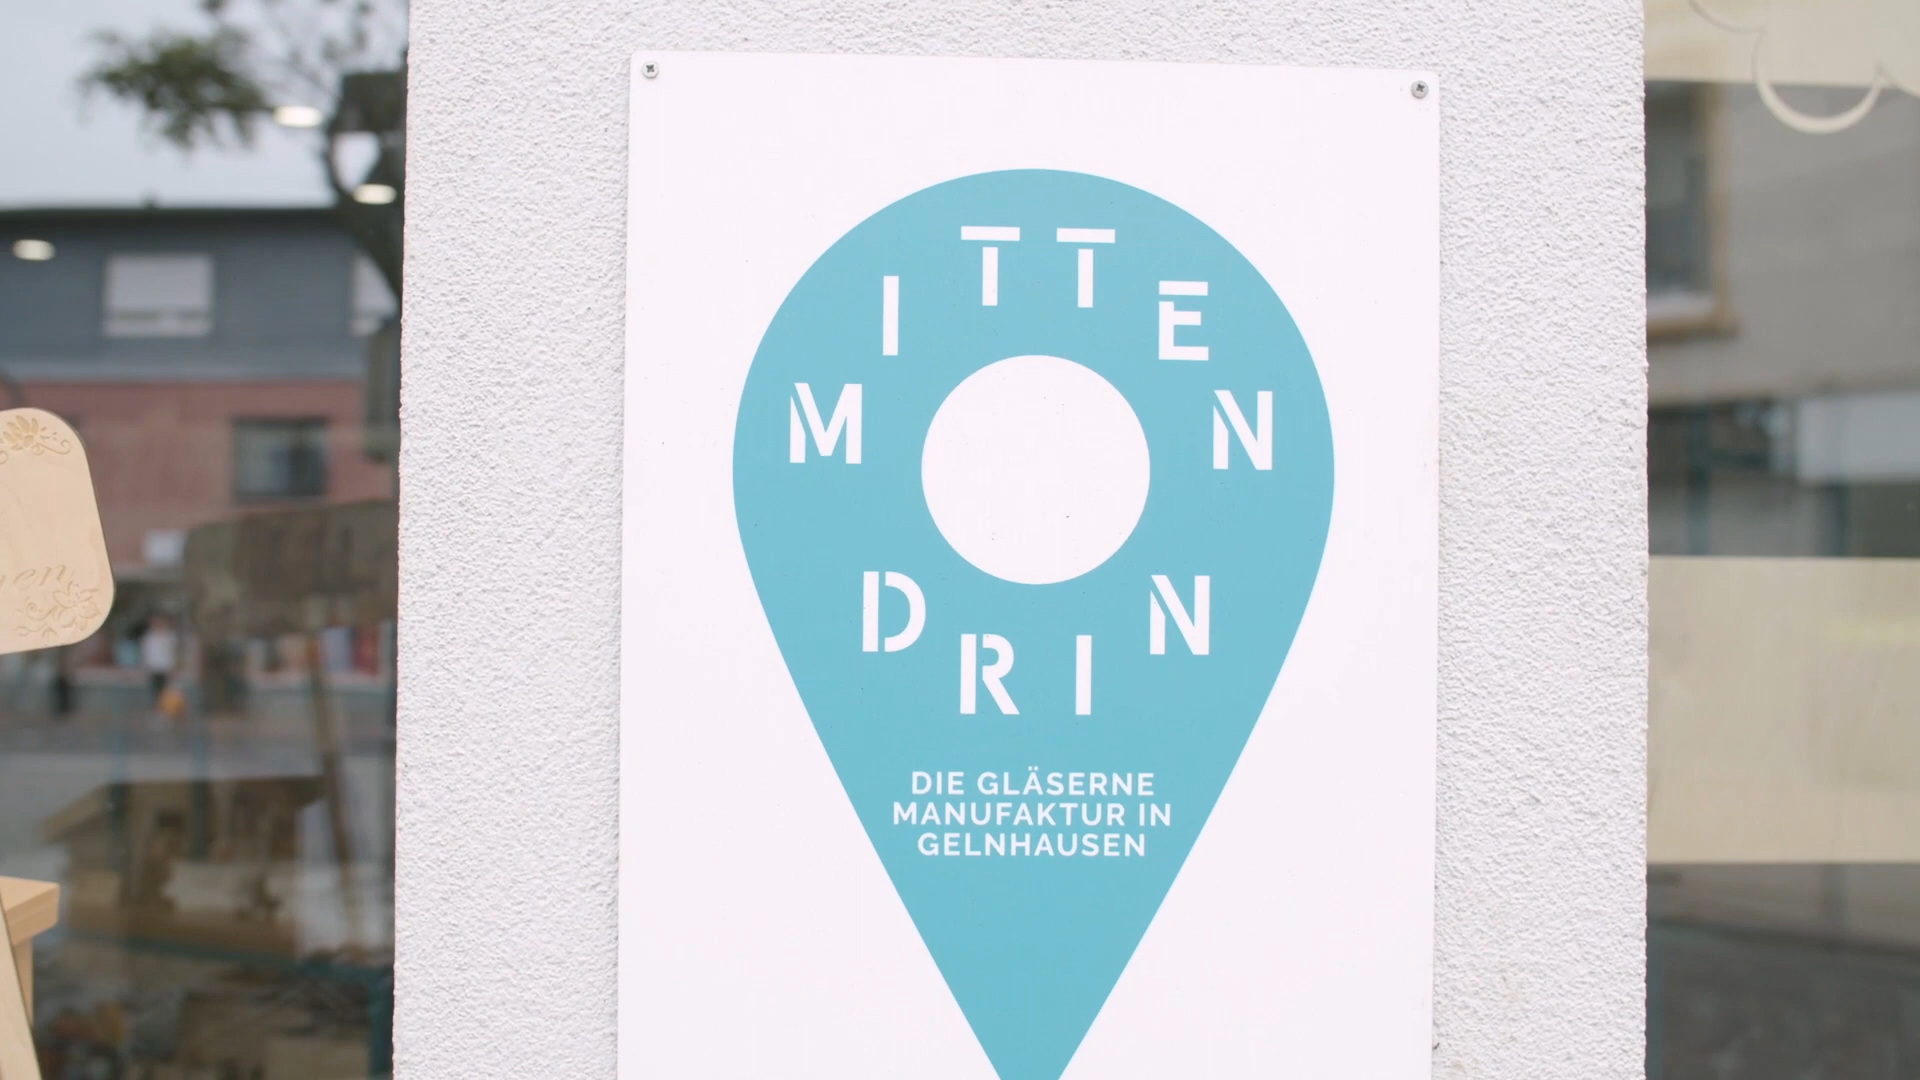 MITTEN
DRIN
DIE GLÄSERNE
MANUFAKTUR IN
GELNHAUSEN